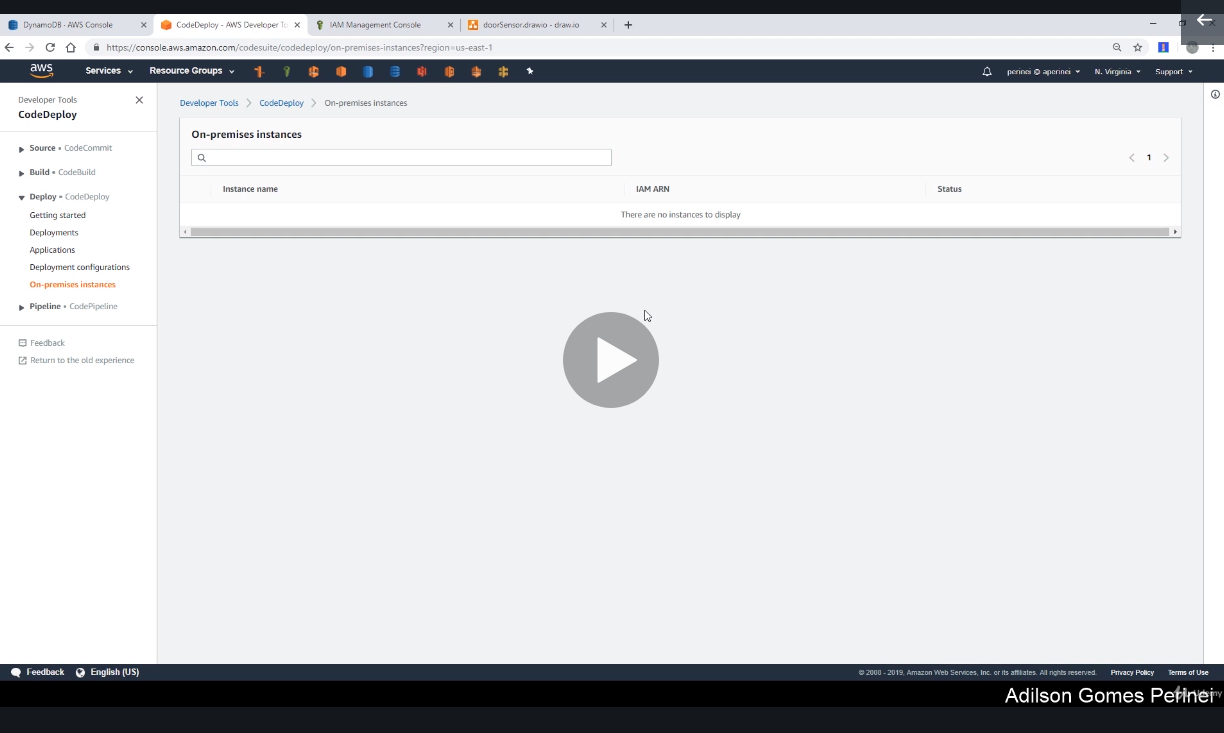 DynamoDB - AWS Console
CodeDeploy - AWS Developer To
IAM Management Console
doorSensor.drawio - draw.io
https://console.aws.amazon.com/codesuite/codedeploy/on-premises-instances?region=us-east-1
aws Services Resource Groups perinei @ aperinei N. Virginia Support
Developer Tools
CodeDeploy
Source • CodeCommit
Build • CodeBuild
Deploy • CodeDeploy
Getting started
Deployments
Applications
Deployment configurations
On-premises instances
Pipeline • CodePipeline
Feedback
Return to the old experience
Developer Tools CodeDeploy On-premises instances
On-premises instances
1
Instance name IAM ARN Status
There are no instances to display
Feedback English (US) © 2008 - 2019, Amazon Web Services, Inc. or its affiliates. All rights reserved. Privacy Policy Terms of Use
Adilson Gomes Perinei
Udemy